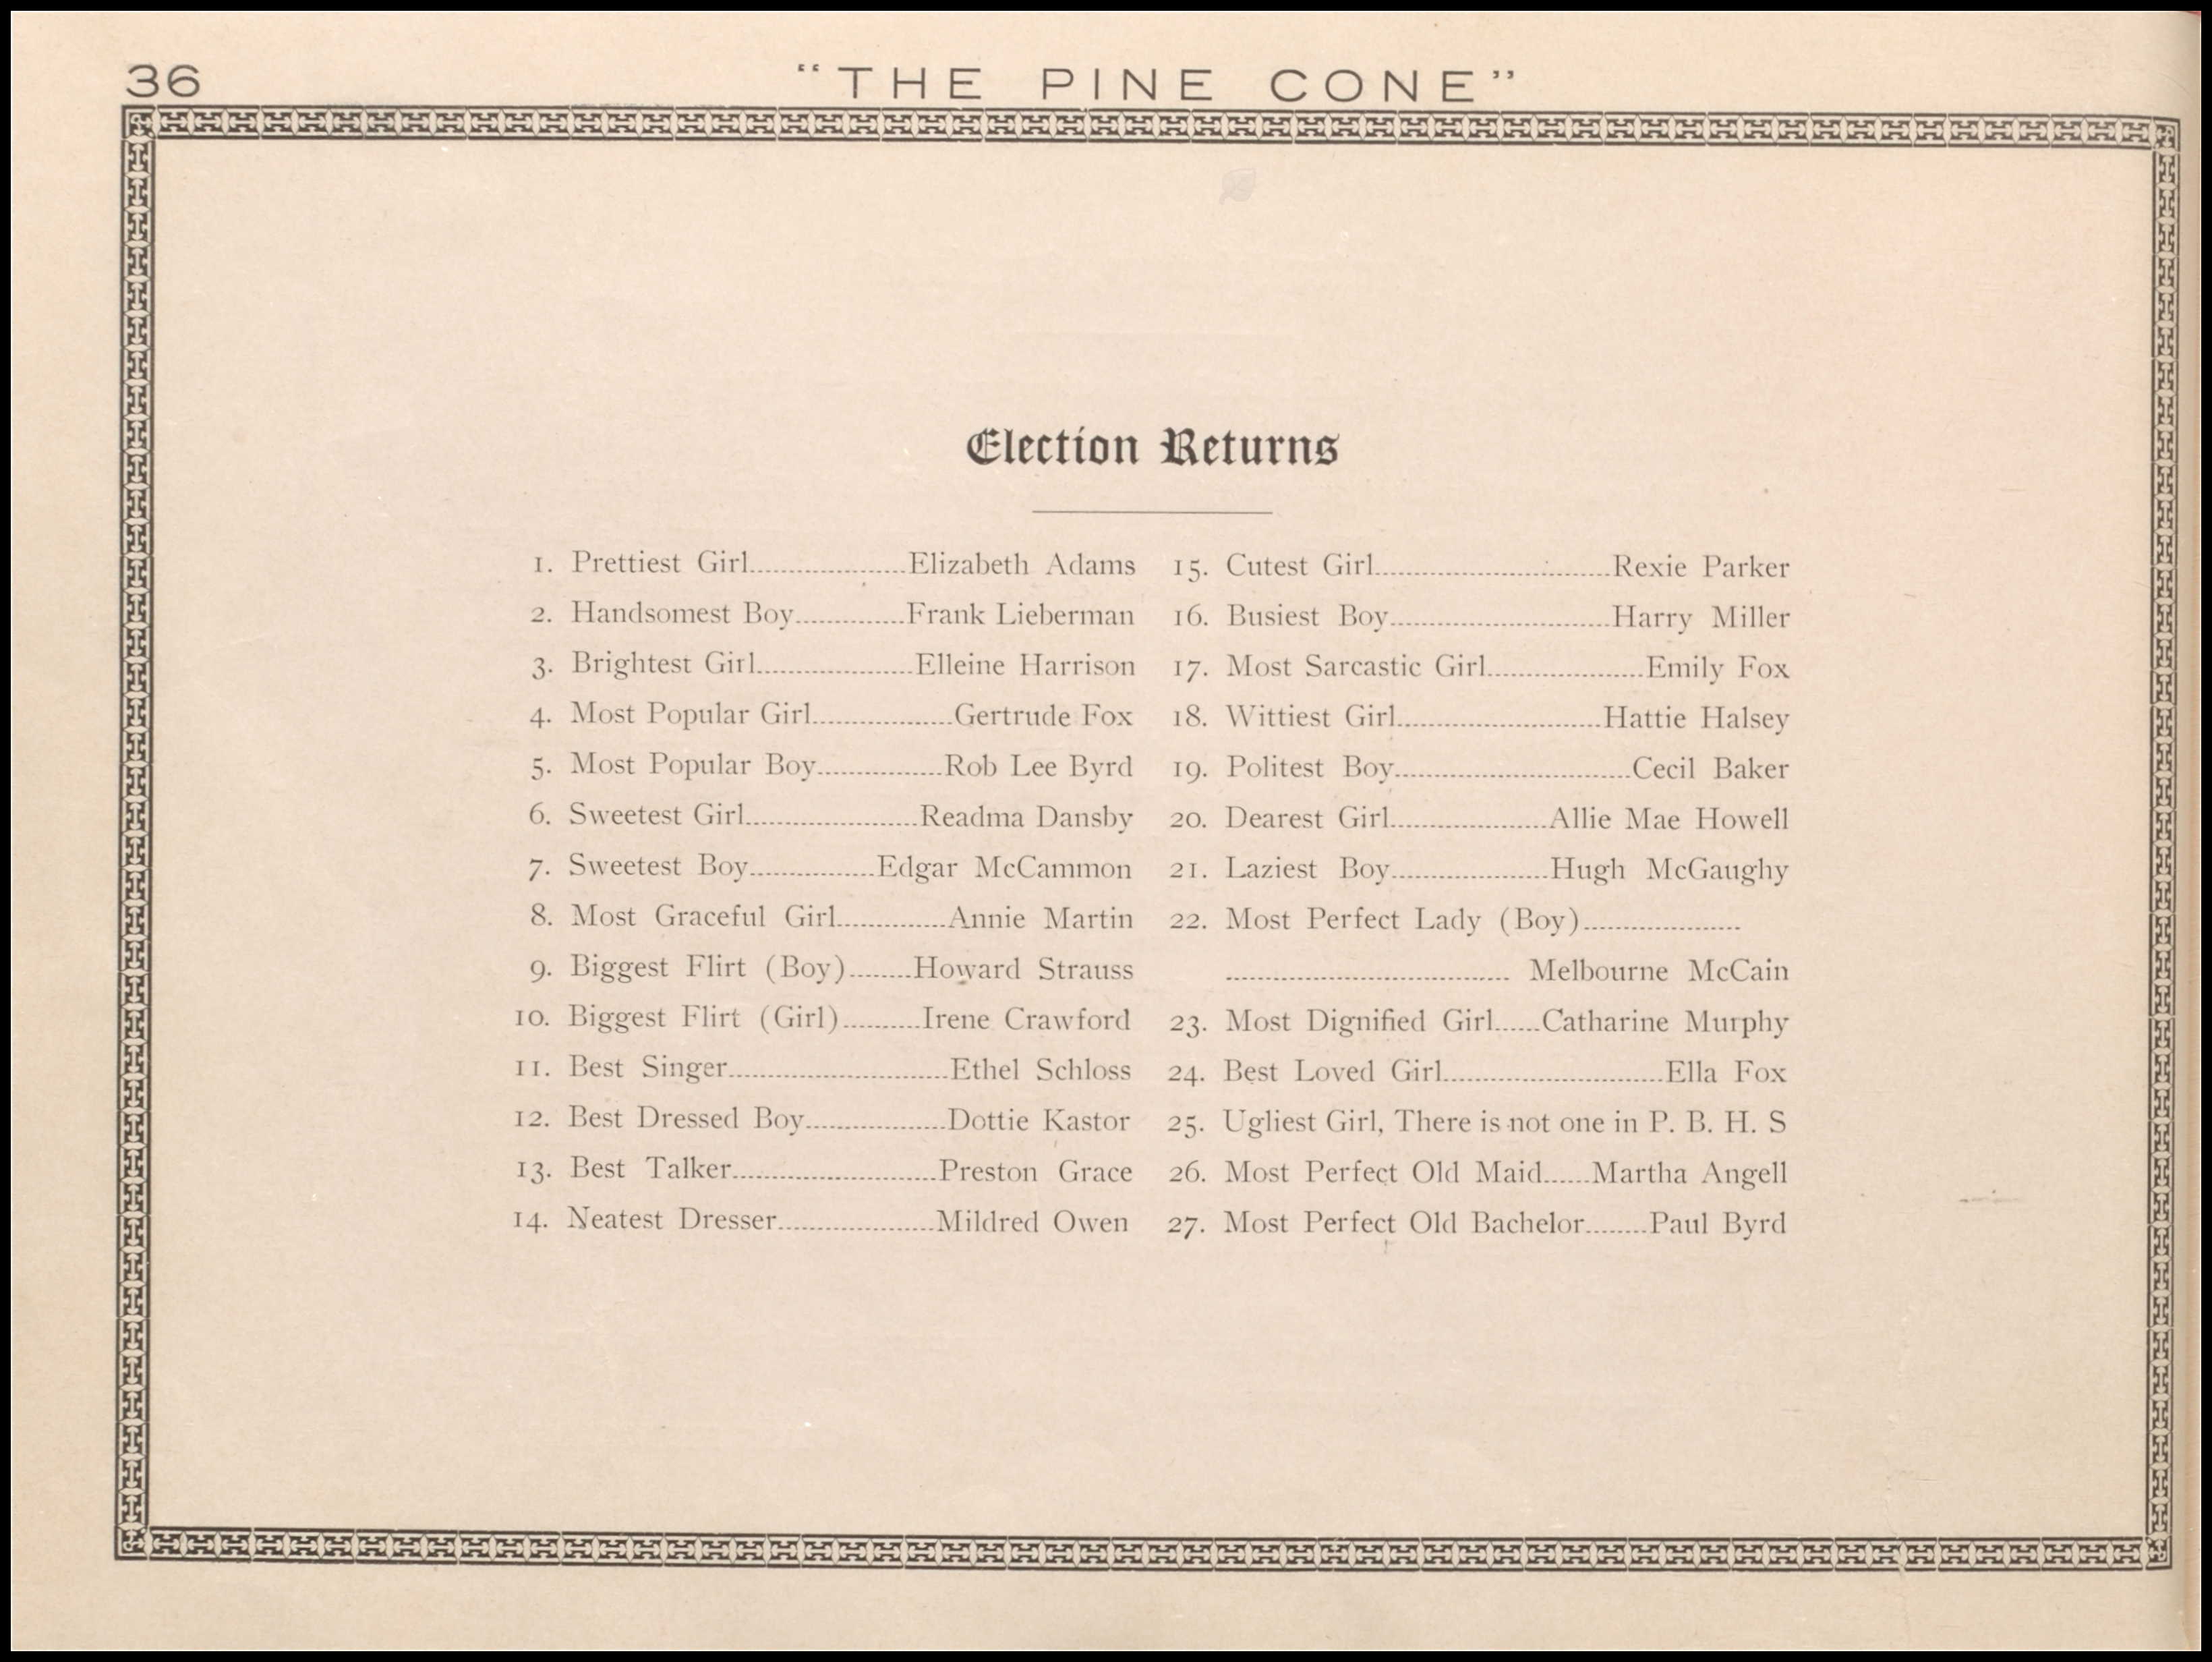 36
"THE PINE CONE"
Election Returns
1. Prettiest Girl....................Elizabeth Adams
2. Handsomest Boy..............Frank Lieberman
3. Brightest Girl....................Elleine Harrison
4. Most Popular Girl..................Gertrude Fox
5. Most Popular Boy................Rob Lee Byrd
6. Sweetest Girl......................Readma Dansby
7. Sweetest Boy................Edgar McCammon
8. Most Graceful Girl..............Annie Martin
9. Biggest Flirt (Boy)........Howard Strauss
10. Biggest Flirt (Girl)..........Irene Crawford
11. Best Singer............................Ethel Schloss
12. Best Dressed Boy..................Dottie Kastor
13. Best Talker..........................Preston Grace
14. Neatest Dresser....................Mildred Owen
15. Cutest Girl..............................Rexie Parker
16. Busiest Boy............................Harry Miller
17. Most Sarcastic Girl....................Emily Fox
18. Wittiest Girl..........................Hattie Halsey
19. Politest Boy..............................Cecil Baker
20. Dearest Girl....................Allie Mae Howell
21. Laziest Boy....................Hugh McGaughy
22. Most Perfect Lady (Boy)....................
.................................... Melbourne McCain
23. Most Dignified Girl......Catharine Murphy
24. Best Loved Girl............................Ella Fox
25. Ugliest Girl, There is not one in P. B. H. S
26. Most Perfect Old Maid......Martha Angell
27. Most Perfect Old Bachelor........Paul Byrd